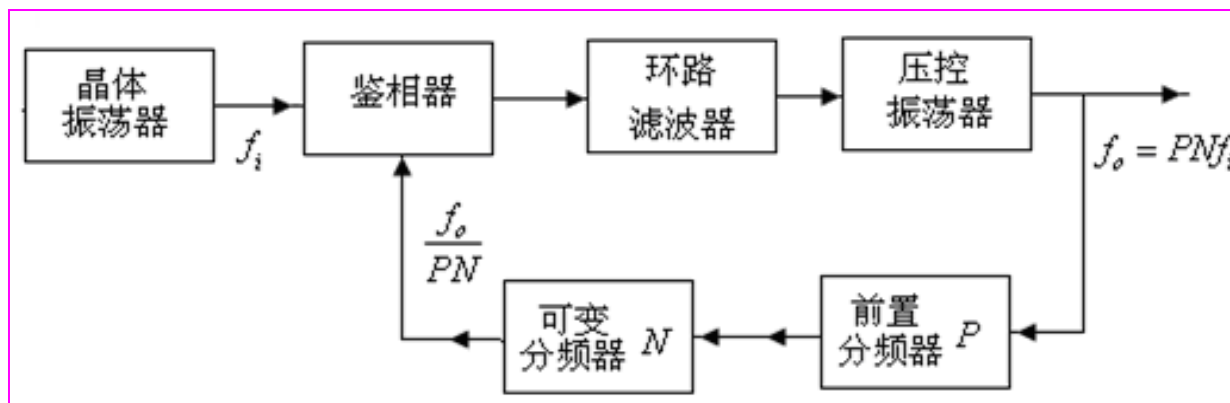 晶体
振荡器
f_i
鉴相器
环路
滤波器
压控
振荡器
f_o = PNf_i
f_o
PN
可变
分频器 N
前置
分频器 P